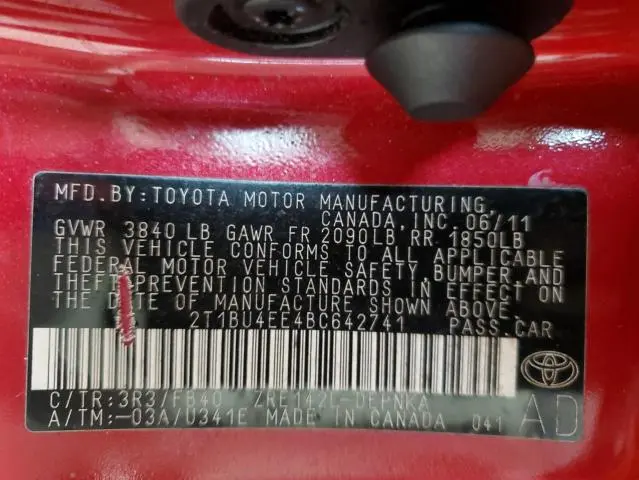 MFD. BY: TOYOTA MOTOR MANUFACTURING,
CANADA, INC. 06/11
GVWR 3840 LB GAWR FR 2090LB RR 1850LB
THIS VEHICLE CONFORMS TO ALL APPLICABLE
FEDERAL MOTOR VEHICLE SAFETY, BUMPER, AND
THEFT PREVENTION STANDARDS IN EFFECT ON
THE DATE OF MANUFACTURE SHOWN ABOVE.
2T1BU4EE4BC642741 PASS.CAR
C/TR:3R3/FB40 ZRE142L-DEPNKA
A/TM:-03A/U341E MADE IN CANADA 041 AD
TOYOTA